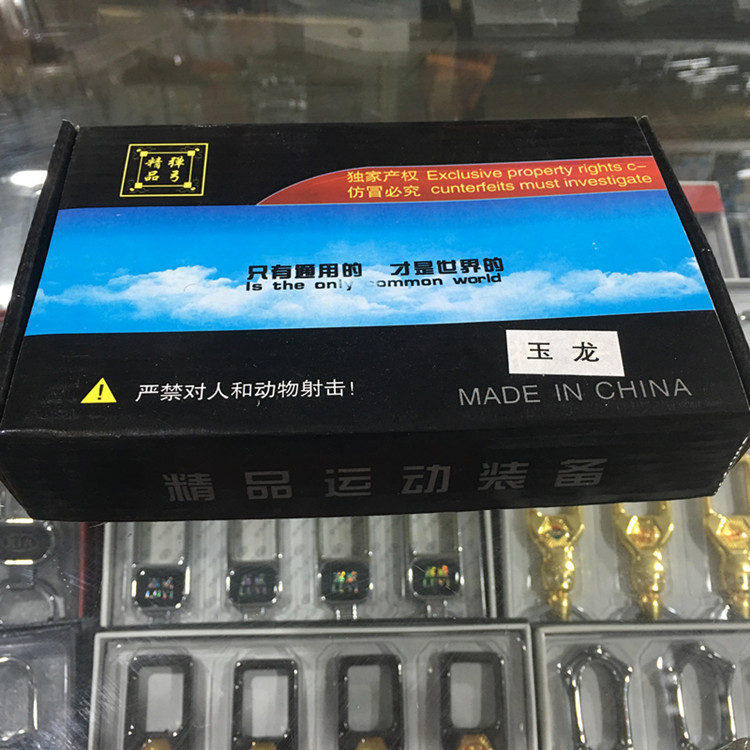 精弹
品弓
独家产权 Exclusive property rights c-
仿冒必究 cunterfeits must investigate
只有通用的 才是世界的
Is the only common world
玉龙
严禁对人和动物射击!
MADE IN CHINA
精品运动装备